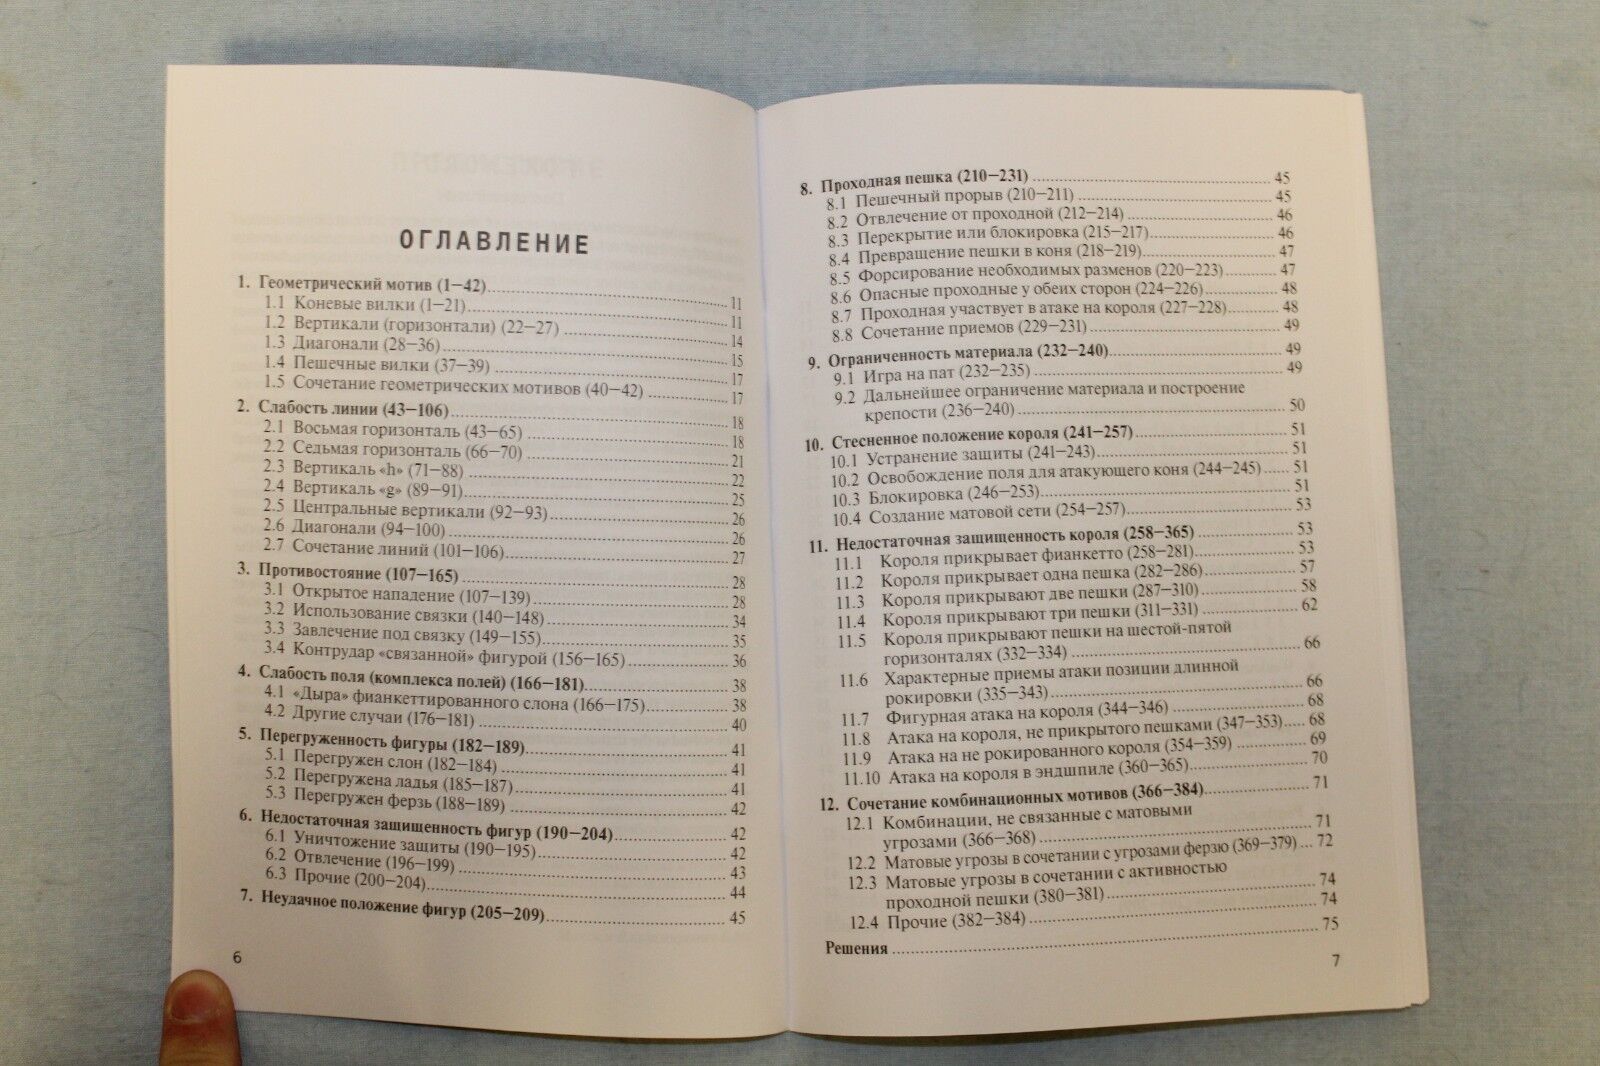 ОГЛАВЛЕНИЕ
1. Геометрический мотив (1—42) 11
1.1 Коневые вилки (1—21) 11
1.2 Вертикали (горизонтали) (22—27) 14
1.3 Диагонали (28—36) 15
1.4 Пешечные вилки (37—39) 17
1.5 Сочетание геометрических мотивов (40—42) 17
2. Слабость линии (43—106) 18
2.1 Восьмая горизонталь (43—65) 18
2.2 Седьмая горизонталь (66—70) 21
2.3 Вертикаль «h» (71—88) 22
2.4 Вертикаль «g» (89—91) 25
2.5 Центральные вертикали (92—93) 26
2.6 Диагонали (94—100) 26
2.7 Сочетание линий (101—106) 27
3. Противостояние (107—165) 28
3.1 Открытое нападение (107—139) 28
3.2 Использование связки (140—148) 34
3.3 Завлечение под связку (149—155) 35
3.4 Контрудар «связанной» фигурой (156—165) 36
4. Слабость поля (комплекса полей) (166—181) 38
4.1 «Дыра» фианкеттированного слона (166—175) 38
4.2 Другие случаи (176—181) 40
5. Перегруженность фигуры (182—189) 41
5.1 Перегружен слон (182—184) 41
5.2 Перегружена ладья (185—187) 41
5.3 Перегружен ферзь (188—189) 42
6. Недостаточная защищенность фигур (190—204) 42
6.1 Уничтожение защиты (190—195) 42
6.2 Отвлечение (196—199) 43
6.3 Прочие (200—204) 44
7. Неудачное положение фигур (205—209) 45
6
8. Проходная пешка (210—231) 45
8.1 Пешечный прорыв (210—211) 45
8.2 Отвлечение от проходной (212—214) 46
8.3 Перекрытие или блокировка (215—217) 46
8.4 Превращение пешки в коня (218—219) 47
8.5 Форсирование необходимых разменов (220—223) 47
8.6 Опасные проходные у обеих сторон (224—226) 48
8.7 Проходная участвует в атаке на короля (227—228) 48
8.8 Сочетание приемов (229—231) 49
9. Ограниченность материала (232—240) 49
9.1 Игра на пат (232—235) 49
9.2 Дальнейшее ограничение материала и построение
крепости (236—240) 50
10. Стесненное положение короля (241—257) 51
10.1 Устранение защиты (241—243) 51
10.2 Освобождение поля для атакующего коня (244—245) 51
10.3 Блокировка (246—253) 51
10.4 Создание матовой сети (254—257) 53
11. Недостаточная защищенность короля (258—365) 53
11.1 Короля прикрывает фианкетто (258—281) 53
11.2 Короля прикрывает одна пешка (282—286) 57
11.3 Короля прикрывают две пешки (287—310) 58
11.4 Короля прикрывают три пешки (311—331) 62
11.5 Короля прикрывают пешки на шестой-пятой
горизонталях (332—334) 66
11.6 Характерные приемы атаки позиции длинной
рокировки (335—343) 66
11.7 Фигурная атака на короля (344—346) 68
11.8 Атака на короля, не прикрытого пешками (347—353) 68
11.9 Атака на не рокированного короля (354—359) 69
11.10 Атака на короля в эндшпиле (360—365) 70
12. Сочетание комбинационных мотивов (366—384) 71
12.1 Комбинации, не связанные с матовыми
угрозами (366—368) 71
12.2 Матовые угрозы в сочетании с угрозами ферзю (369—379) 72
12.3 Матовые угрозы в сочетании с активностью
проходной пешки (380—381) 74
12.4 Прочие (382—384) 74
Решения 75
7